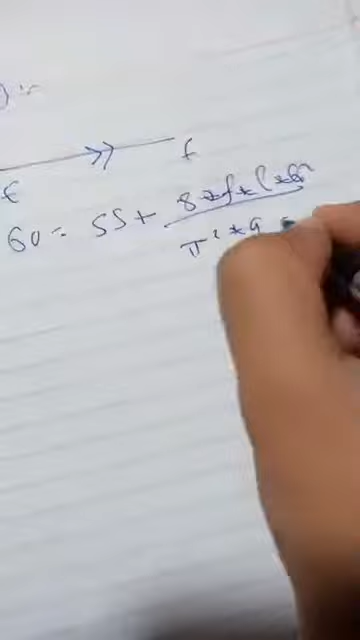 f
60 = 55 + 8*f*l*Q²
π² * g